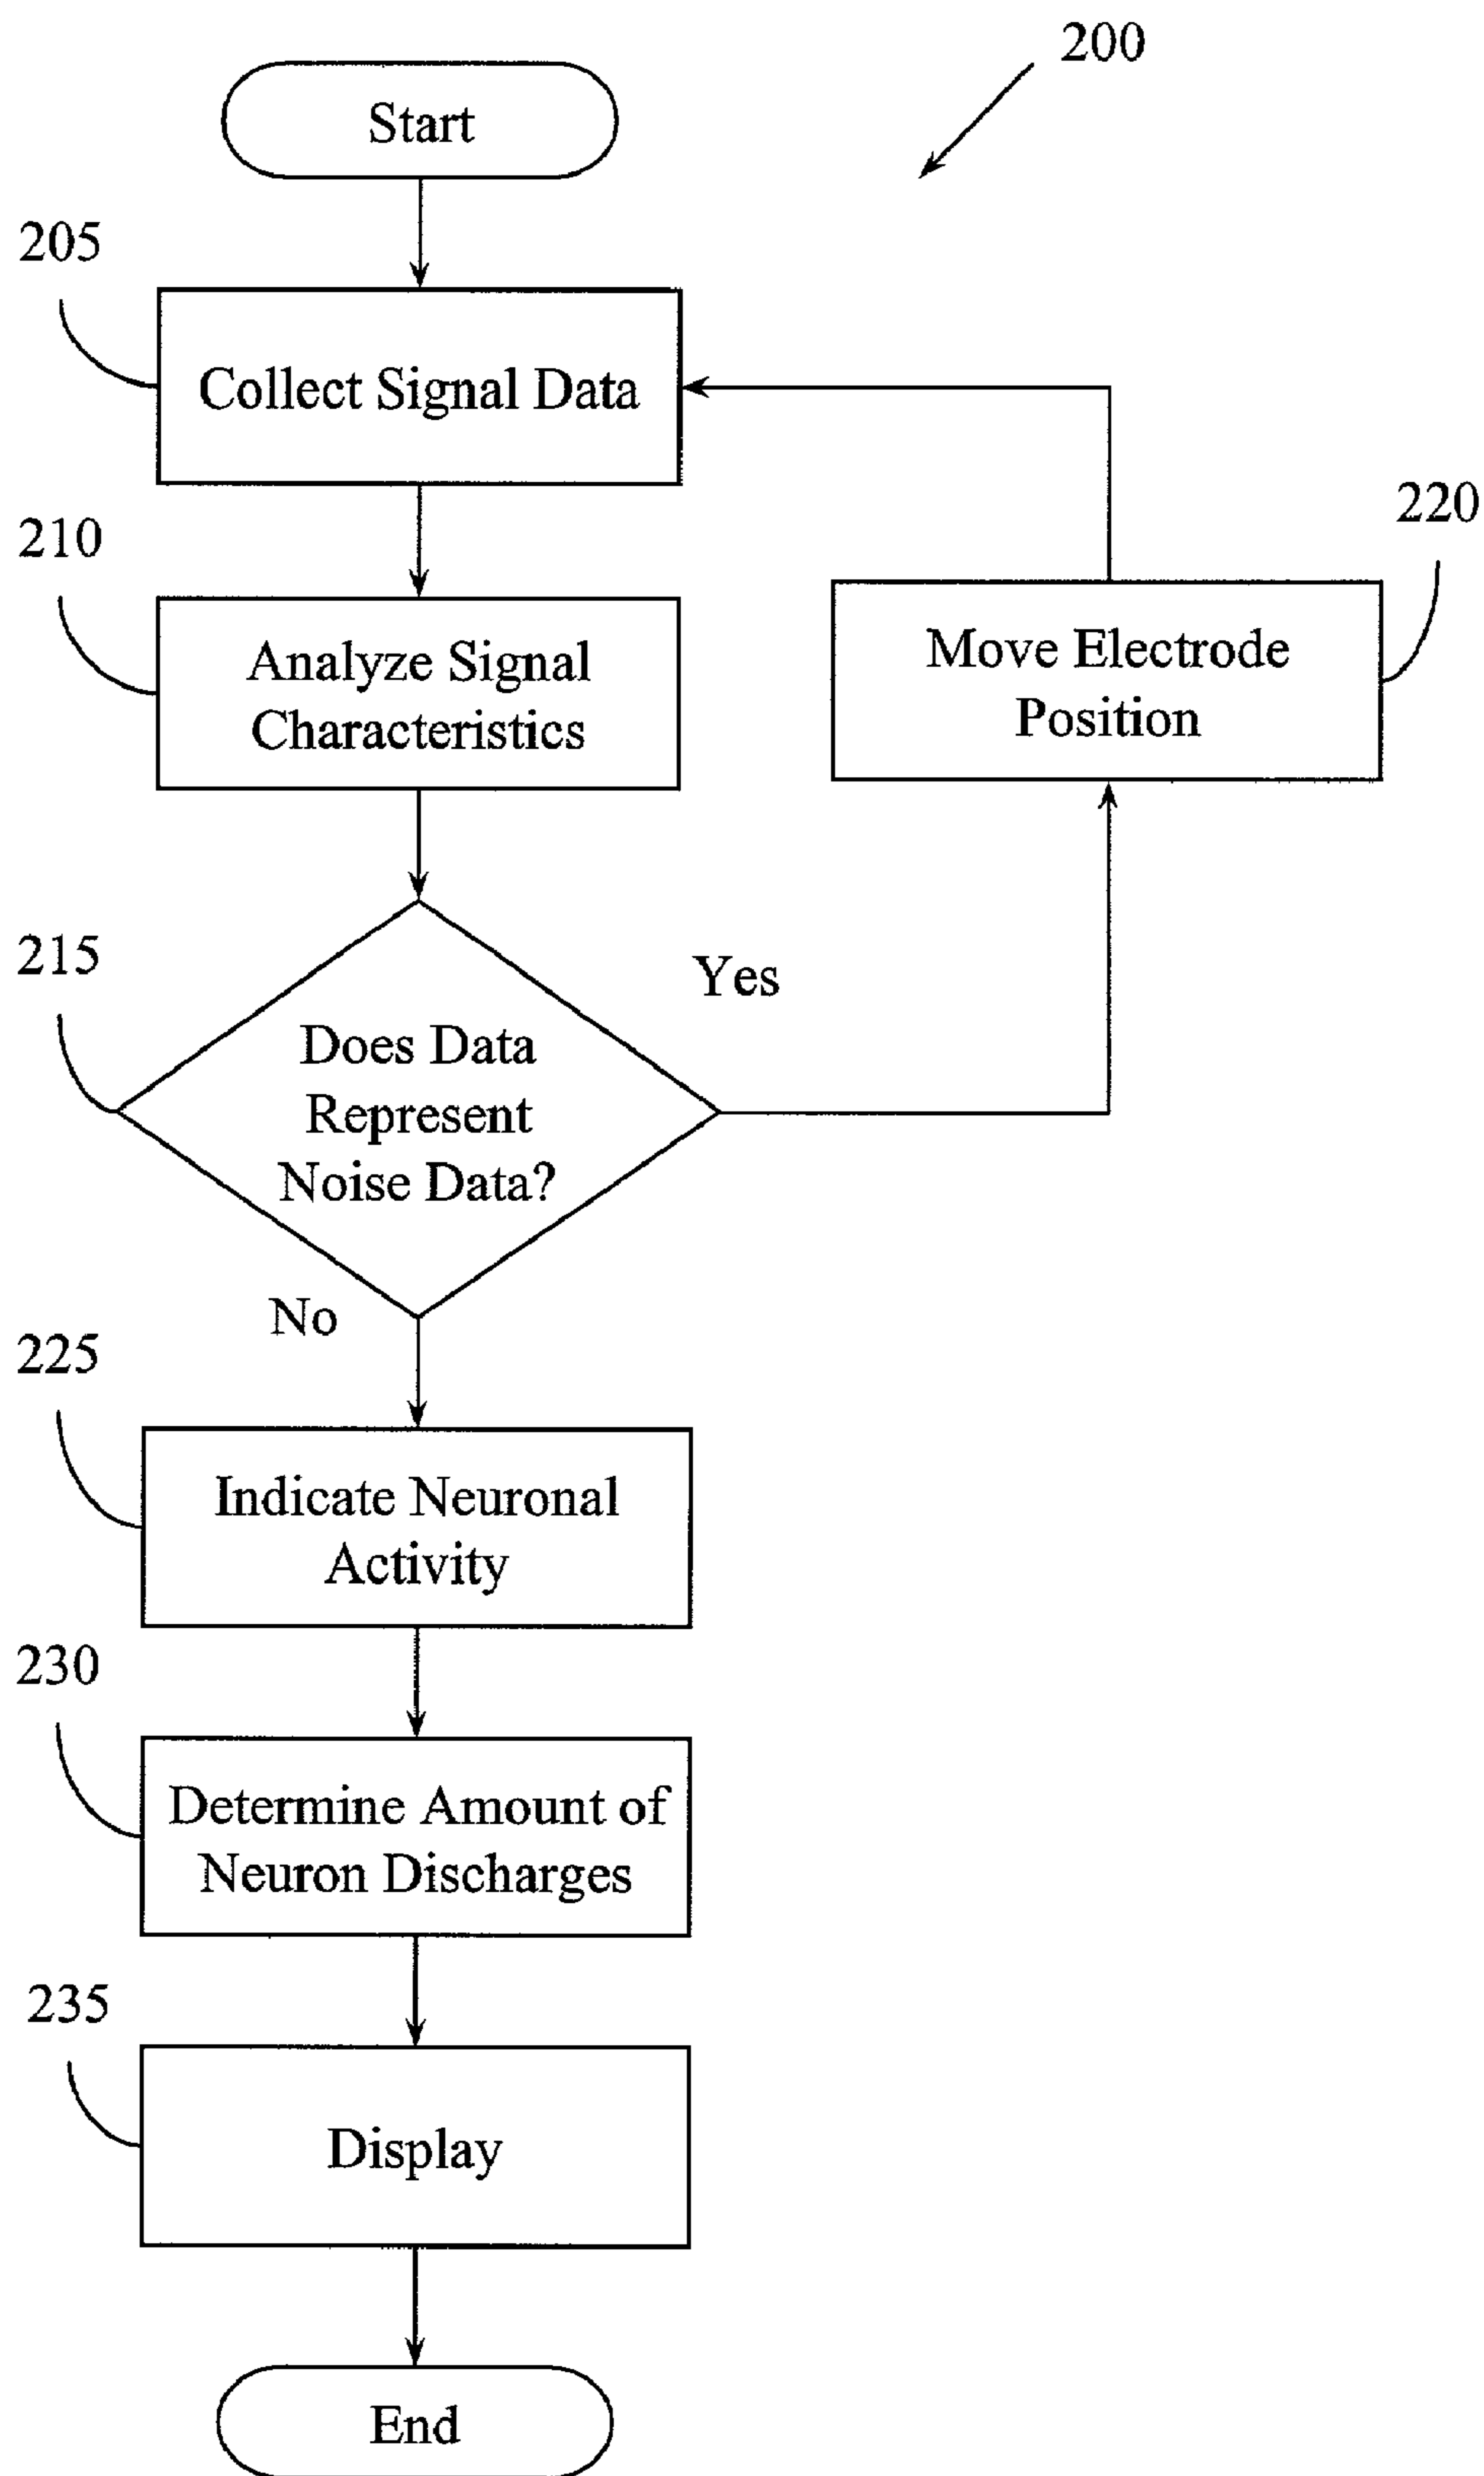 200
Start
205
Collect Signal Data
210
Analyze Signal
Characteristics
220
Move Electrode
Position
215
Does Data
Represent
Noise Data?
Yes
No
225
Indicate Neuronal
Activity
230
Determine Amount of
Neuron Discharges
235
Display
End